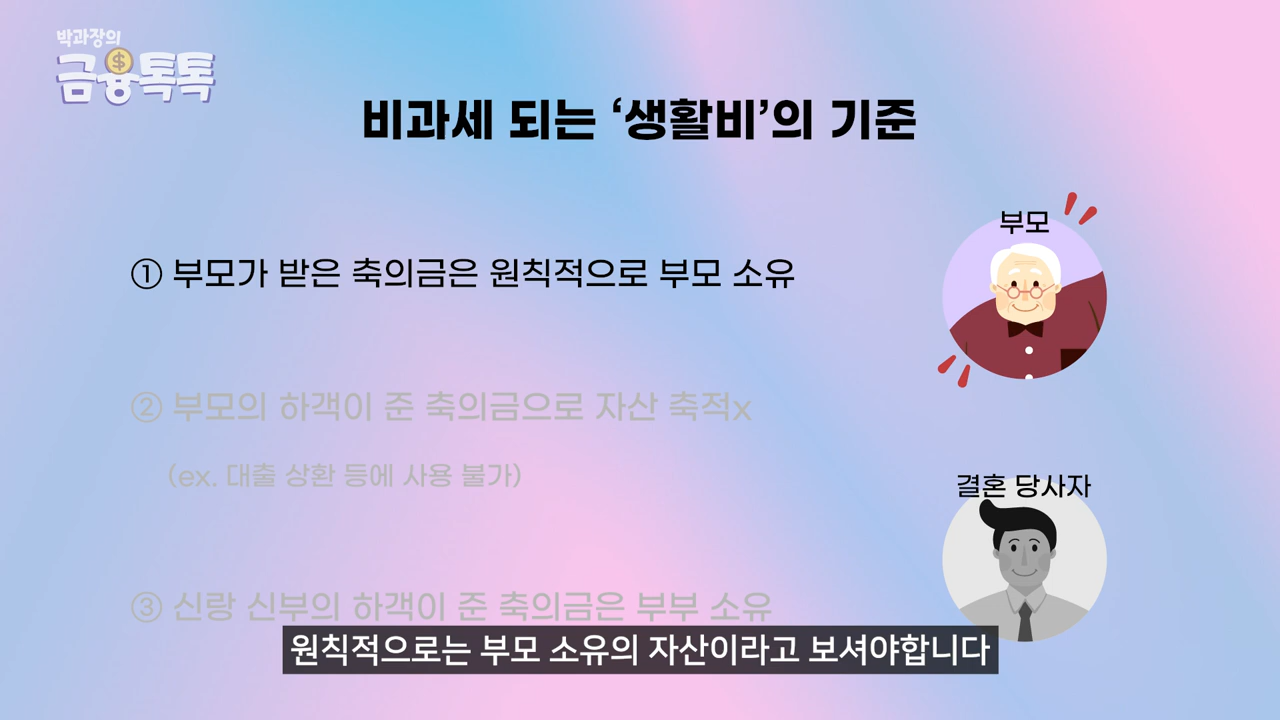 박과장의
금융톡톡
비과세 되는 ‘생활비’의 기준
① 부모가 받은 축의금은 원칙적으로 부모 소유
부모
② 부모의 하객이 준 축의금으로 자산 축적x
(ex. 대출 상환 등에 사용 불가)
결혼 당사자
③ 신랑 신부의 하객이 준 축의금은 부부 소유
원칙적으로는 부모 소유의 자산이라고 보셔야합니다